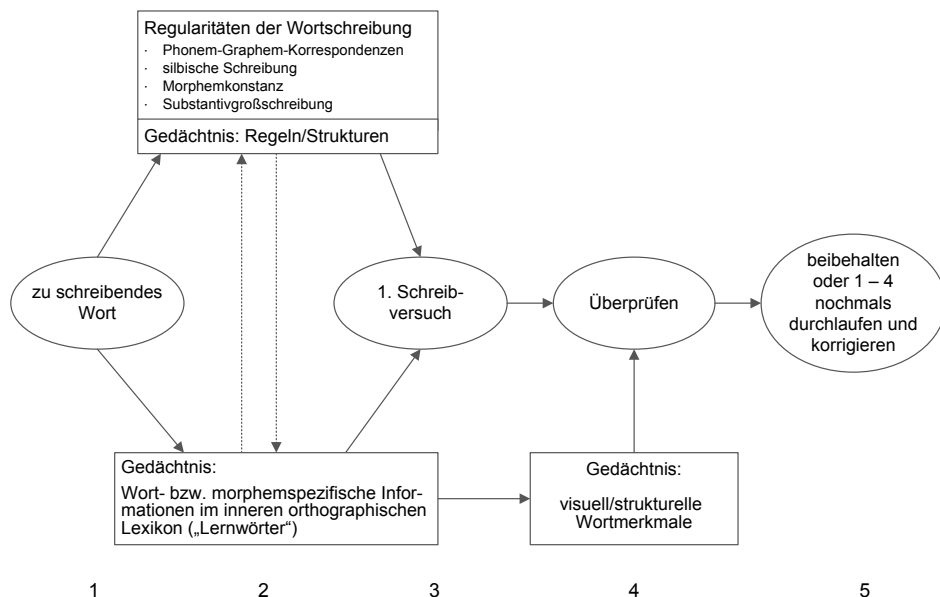 Regularitäten der Wortschreibung
· Phonem-Graphem-Korrespondenzen
· silbische Schreibung
· Morphemkonstanz
· Substantivgroßschreibung
Gedächtnis: Regeln/Strukturen
zu schreibendes
Wort
1. Schreib-
versuch
Überprüfen
beibehalten
oder 1 – 4
nochmals
durchlaufen und
korrigieren
Gedächtnis:
Wort- bzw. morphemspezifische Infor-
mationen im inneren orthographischen
Lexikon („Lernwörter“)
Gedächtnis:
visuell/strukturelle
Wortmerkmale
1 2 3 4 5